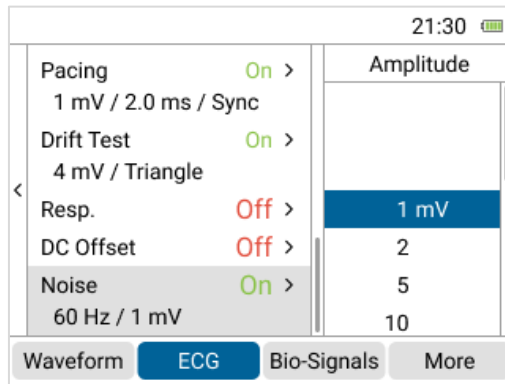 21:30
Pacing On >
1 mV / 2.0 ms / Sync
Drift Test On >
4 mV / Triangle
Resp. Off >
DC Offset Off >
Noise On >
60 Hz / 1 mV
<
Amplitude
1 mV
2
5
10
Waveform ECG Bio-Signals More